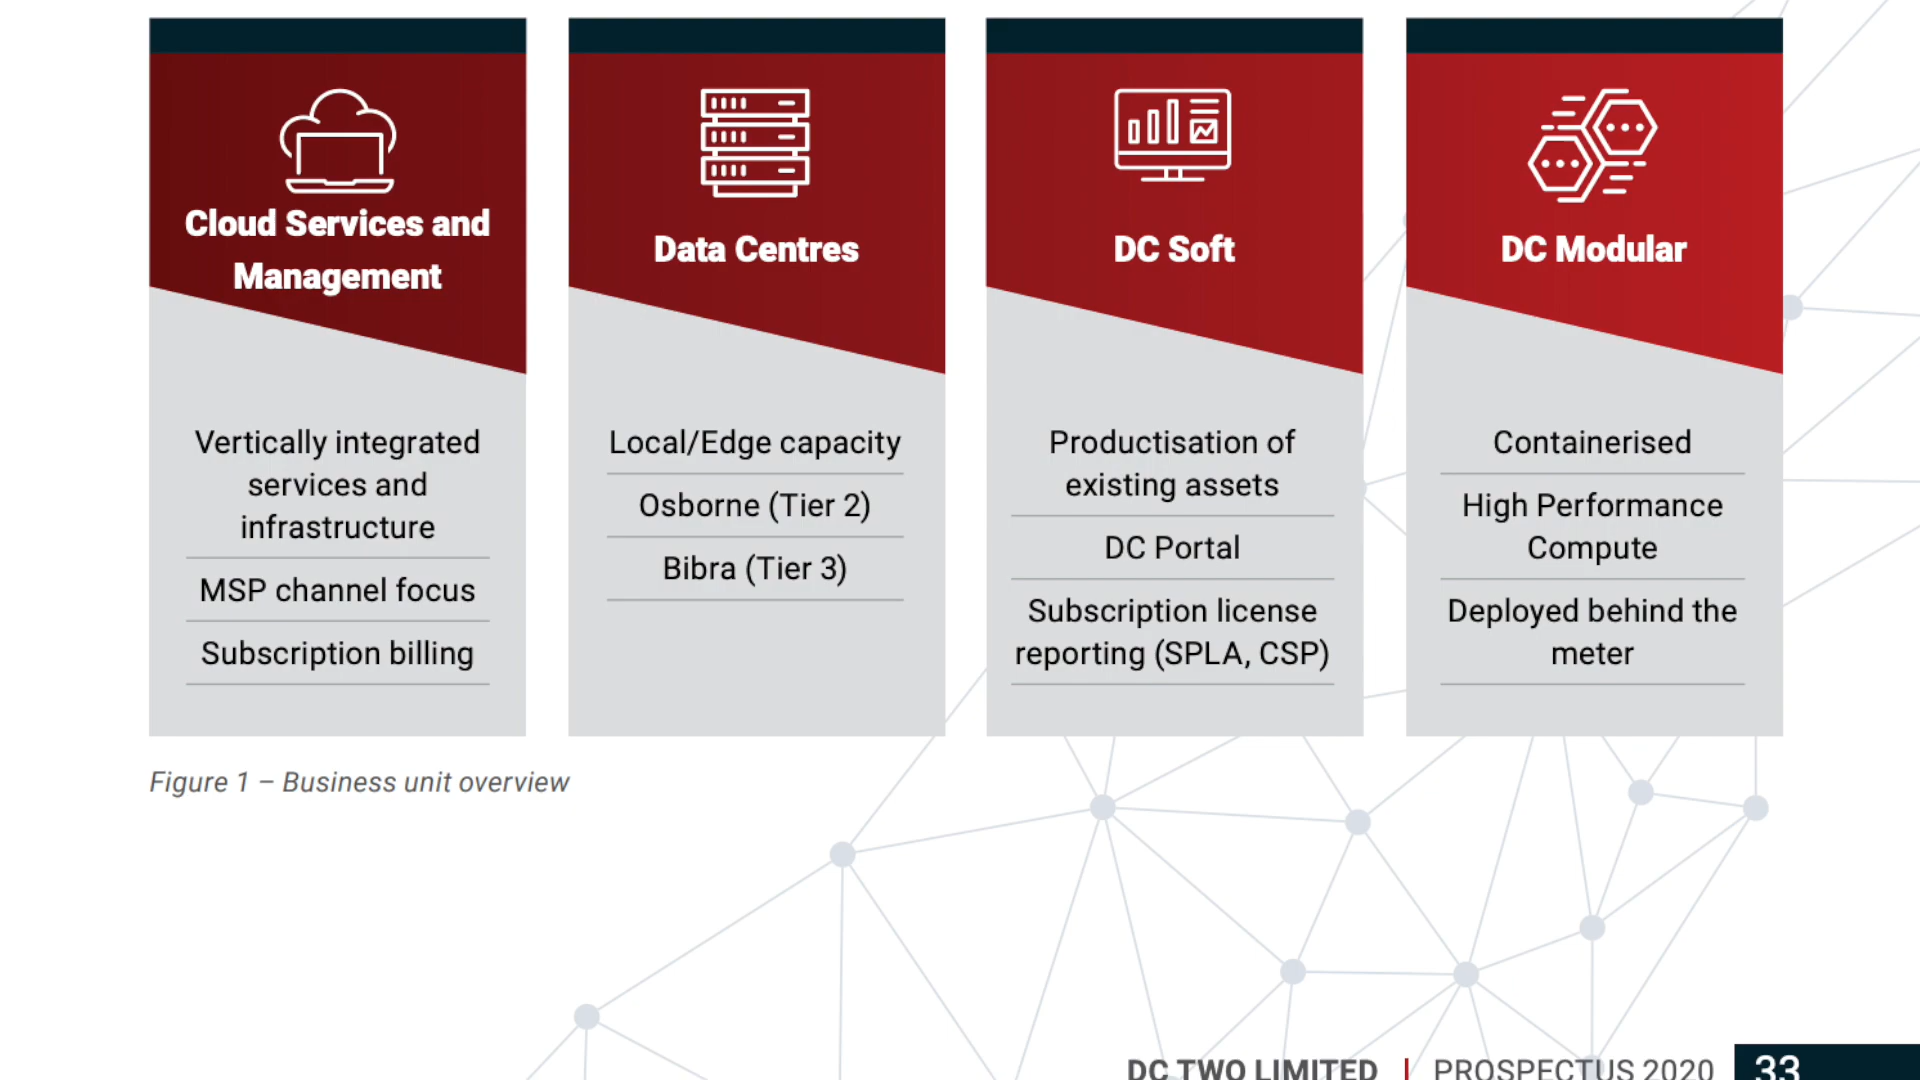 Cloud Services and
Management
Vertically integrated
services and
infrastructure
MSP channel focus
Subscription billing
Data Centres
Local/Edge capacity
Osborne (Tier 2)
Bibra (Tier 3)
DC Soft
Productisation of
existing assets
DC Portal
Subscription license
reporting (SPLA, CSP)
DC Modular
Containerised
High Performance
Compute
Deployed behind the
meter
Figure 1 – Business unit overview
DC TWO LIMITED | PROSPECTUS 2020 33